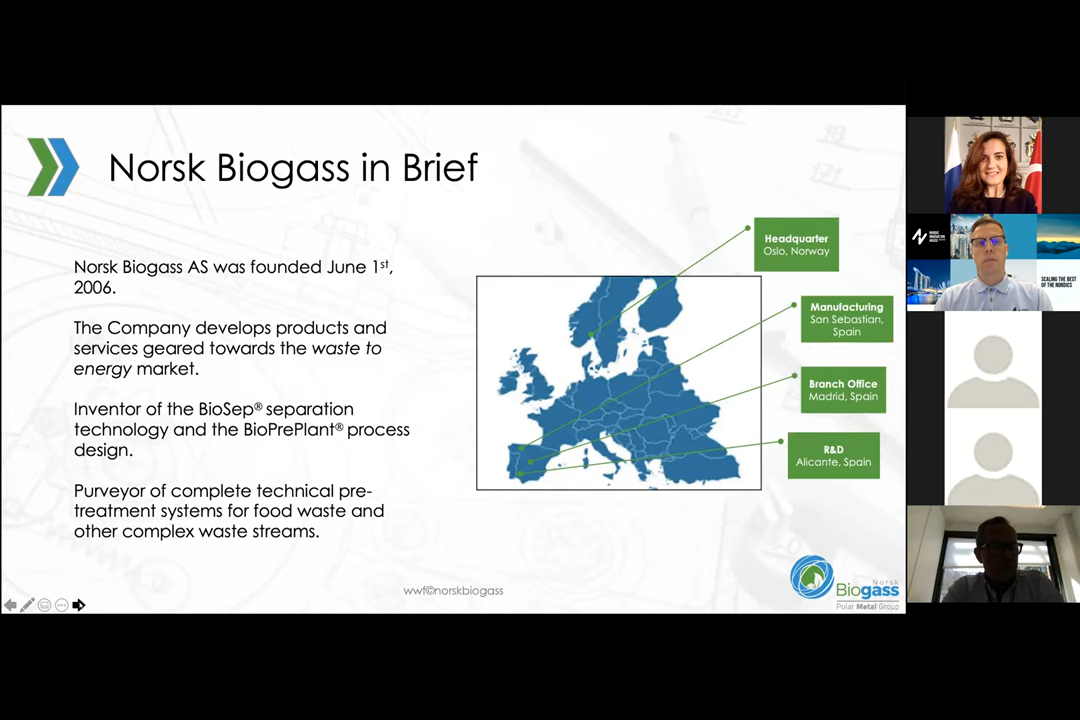 Norsk Biogass in Brief
Norsk Biogass AS was founded June 1st,
2006.
The Company develops products and
services geared towards the waste to
energy market.
Inventor of the BioSep® separation
technology and the BioPrePlant® process
design.
Purveyor of complete technical pre-
treatment systems for food waste and
other complex waste streams.
Headquarter
Oslo, Norway
Manufacturing
San Sebastian,
Spain
Branch Office
Madrid, Spain
R&D
Alicante, Spain
wwf©norskbiogass
Norsk
Biogass
Polar Metal Group
NORDIC
INNOVATION
HOUSE
SCALING THE BEST
OF THE NORDICS
18